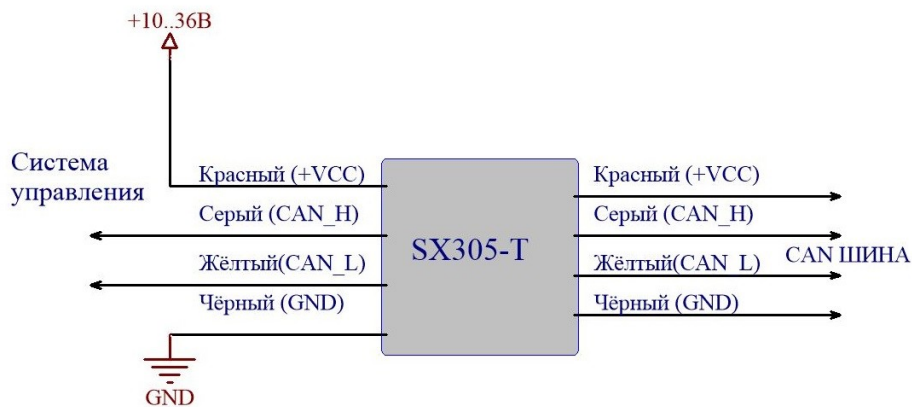 +10..36В
Система
управления
Красный (+VCC)
Серый (CAN_H)
Жёлтый(CAN_L)
Чёрный (GND)
GND
SX305-T
Красный (+VCC)
Серый (CAN_H)
Жёлтый(CAN_L)
Чёрный (GND)
CAN ШИНА